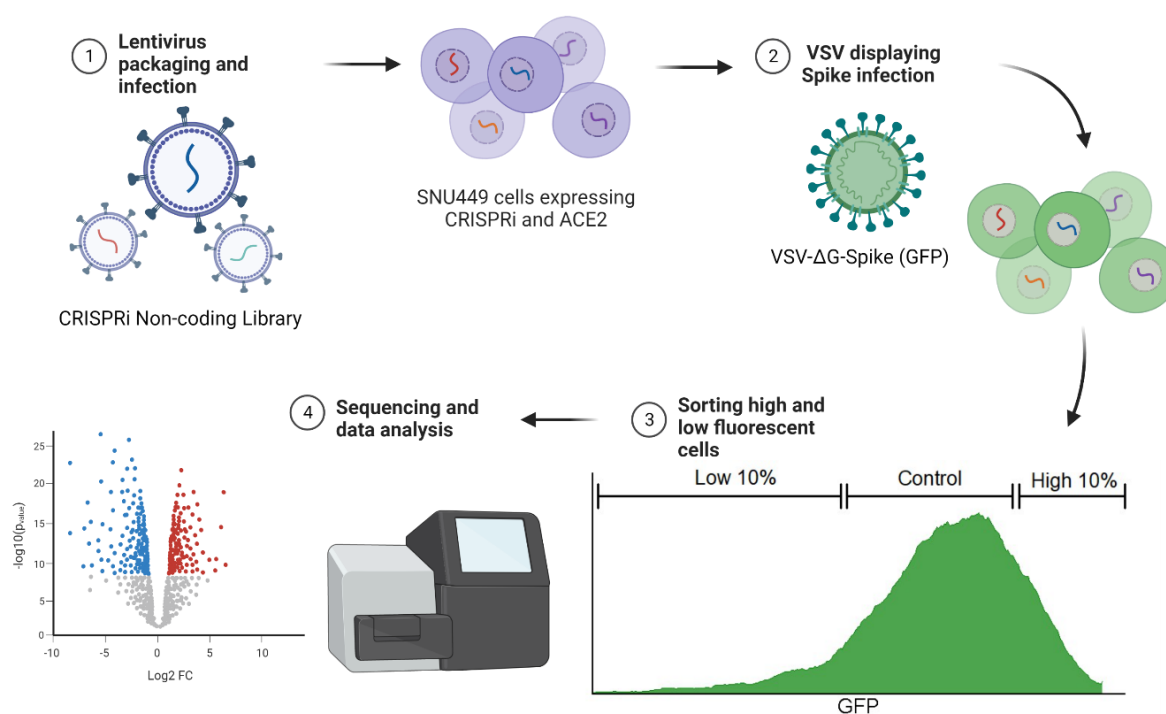 1
Lentivirus
packaging and
infection
CRISPRi Non-coding Library
SNU449 cells expressing
CRISPRi and ACE2
2
VSV displaying
Spike infection
VSV-ΔG-Spike (GFP)
3
Sorting high and
low fluorescent
cells
Low 10%
Control
High 10%
GFP
4
Sequencing and
data analysis
-log10(pvalue)
25
20
15
10
5
0
-10
-5
0
5
10
Log2 FC